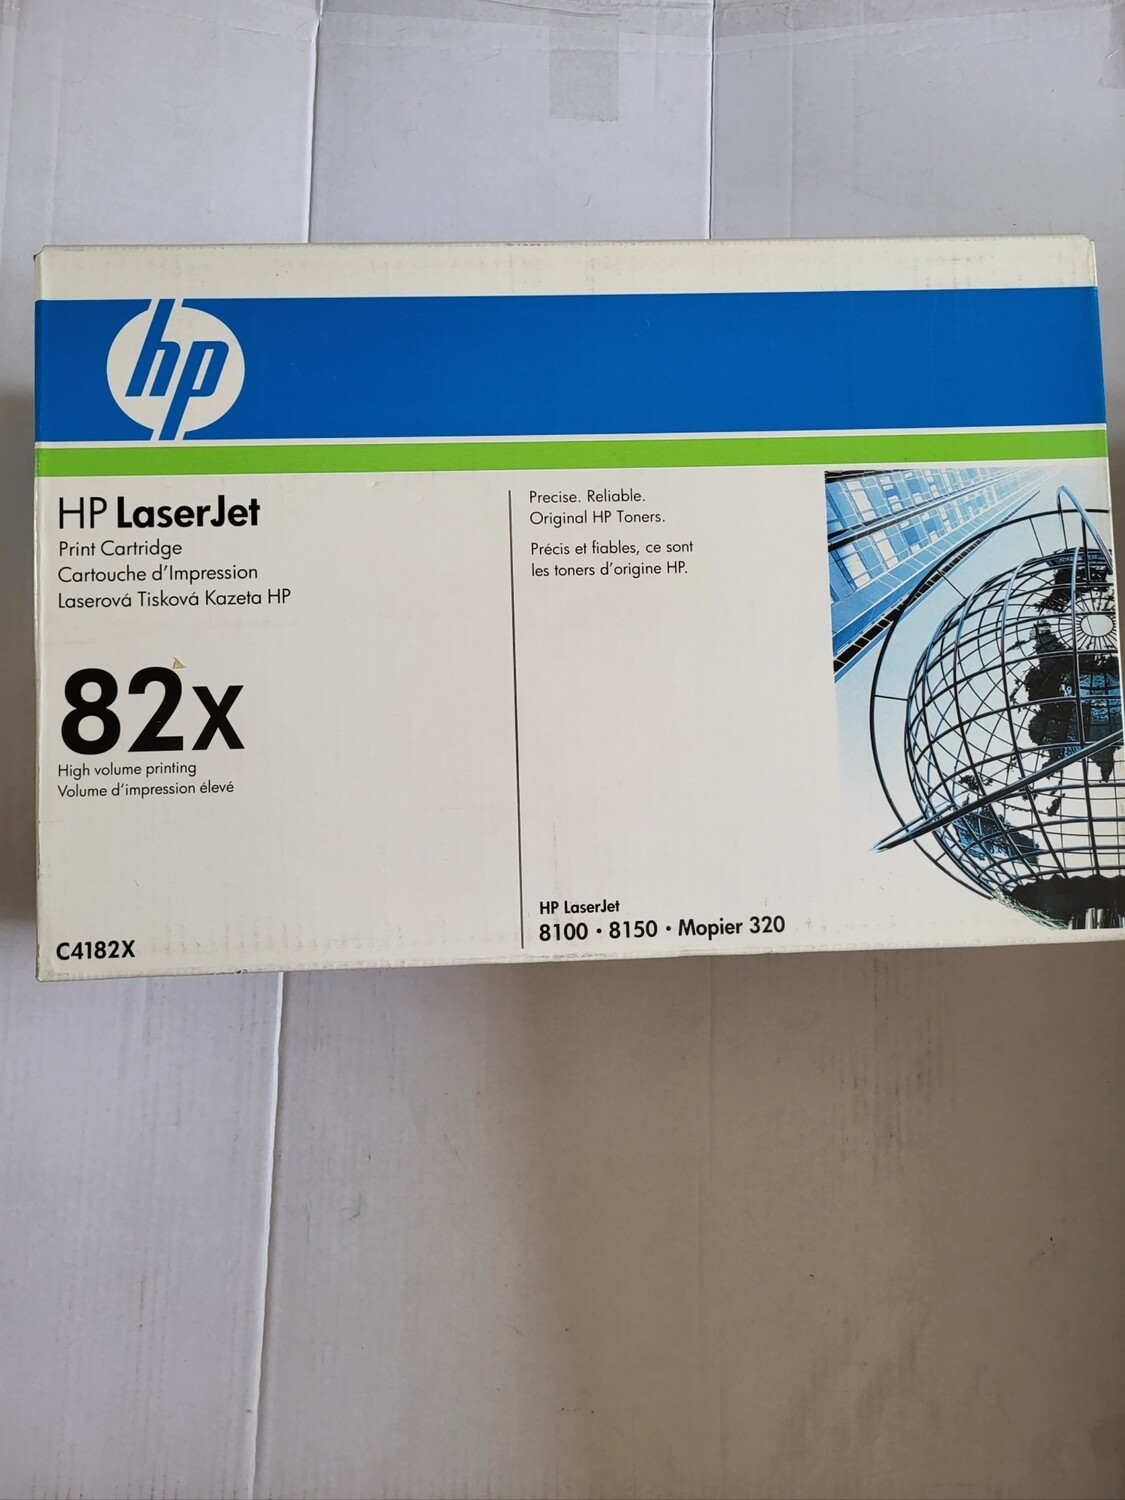 hp
HP LaserJet
Print Cartridge
Cartouche d'Impression
Laserová Tisková Kazeta HP
82X
High volume printing
Volume d'impression élevé
C4182X
Precise. Reliable.
Original HP Toners.
Précis et fiables, ce sont
les toners d'origine HP.
HP LaserJet
8100 • 8150 • Mopier 320